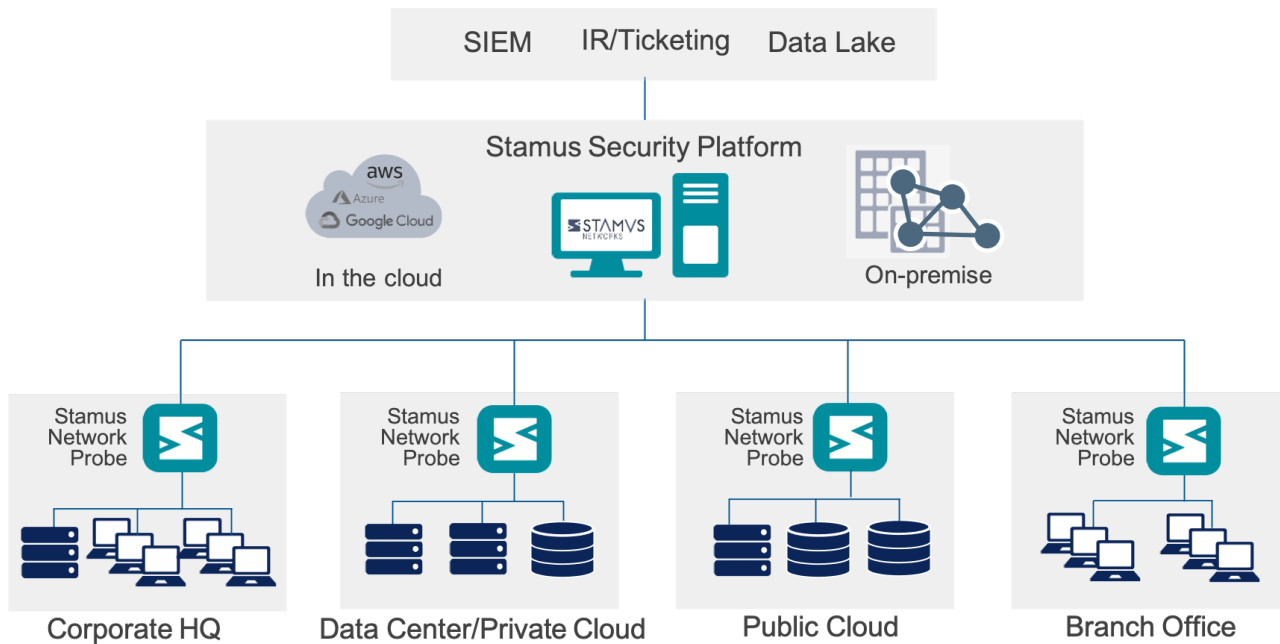 SIEM IR/Ticketing Data Lake
Stamus Security Platform
aws
Azure
Google Cloud
In the cloud
STAMVS
NETWORKS
On-premise
Stamus
Network
Probe
Stamus
Network
Probe
Stamus
Network
Probe
Stamus
Network
Probe
Corporate HQ
Data Center/Private Cloud
Public Cloud
Branch Office